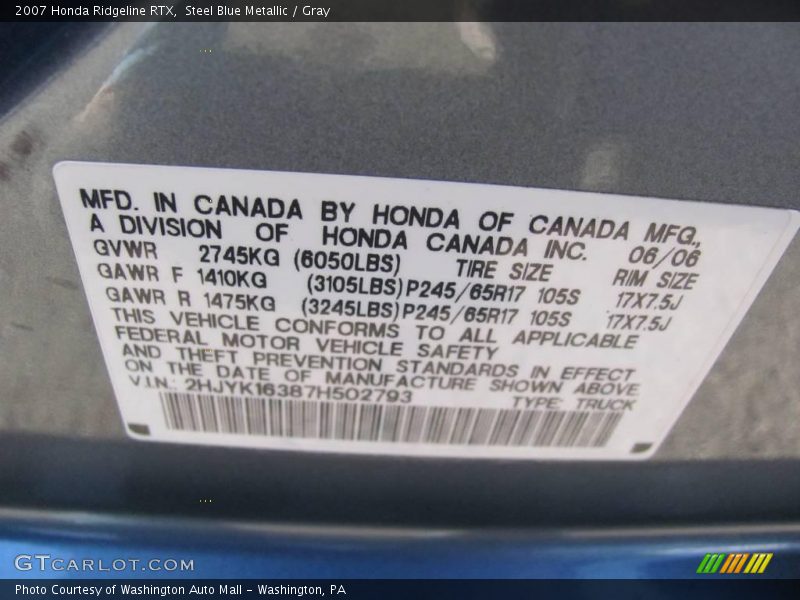 2007 Honda Ridgeline RTX,  Steel Blue Metallic / Gray
MFD. IN CANADA BY HONDA OF CANADA MFG.,
A DIVISION OF HONDA CANADA INC. 06/06
GVWR 2745KG (6050LBS) TIRE SIZE RIM SIZE
GAWR F 1410KG (3105LBS) P245/65R17 105S 17X7.5J
GAWR R 1475KG (3245LBS) P245/65R17 105S 17X7.5J
THIS VEHICLE CONFORMS TO ALL APPLICABLE
FEDERAL MOTOR VEHICLE SAFETY
AND THEFT PREVENTION STANDARDS IN EFFECT
ON THE DATE OF MANUFACTURE SHOWN ABOVE
V.I.N.: 2HJYK16387H502793 TYPE: TRUCK
GTCARLOT.COM
Photo Courtesy of Washington Auto Mall - Washington, PA